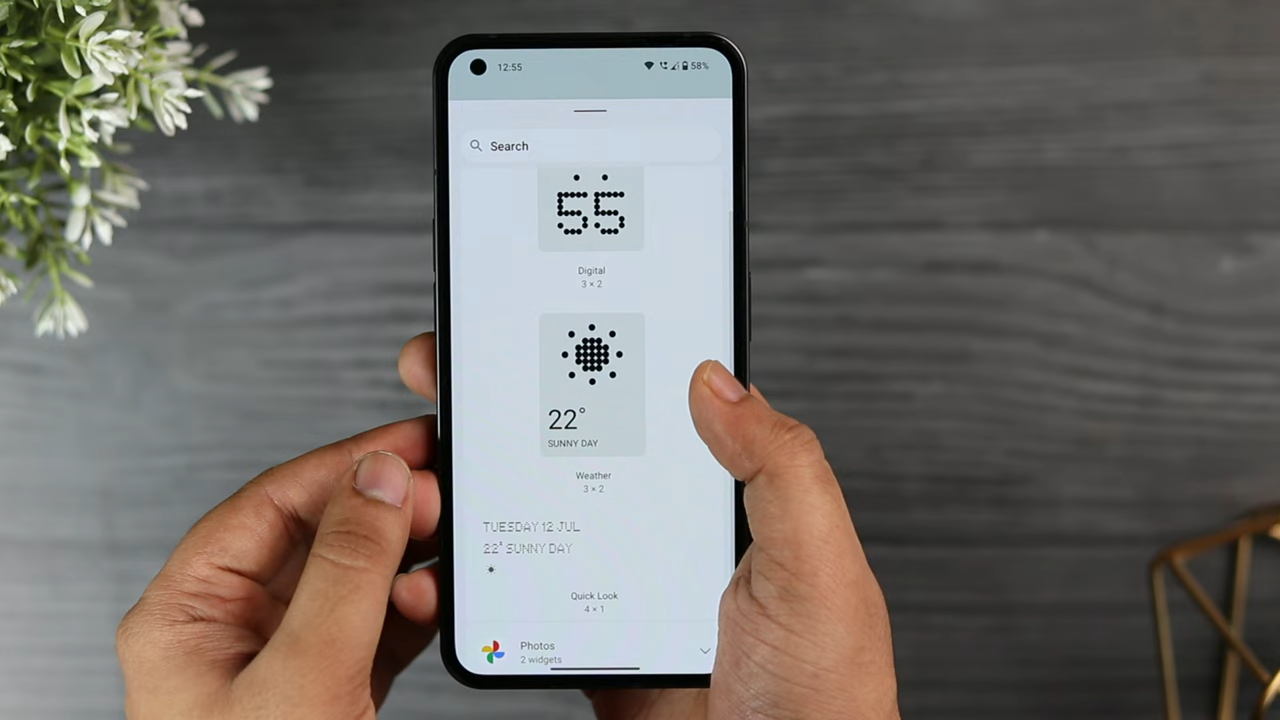 12:55
58%
Search
55
Digital
3 × 2
22°
SUNNY DAY
Weather
3 × 2
TUESDAY 12 JUL
22° SUNNY DAY
Quick Look
4 × 1
Photos
2 widgets